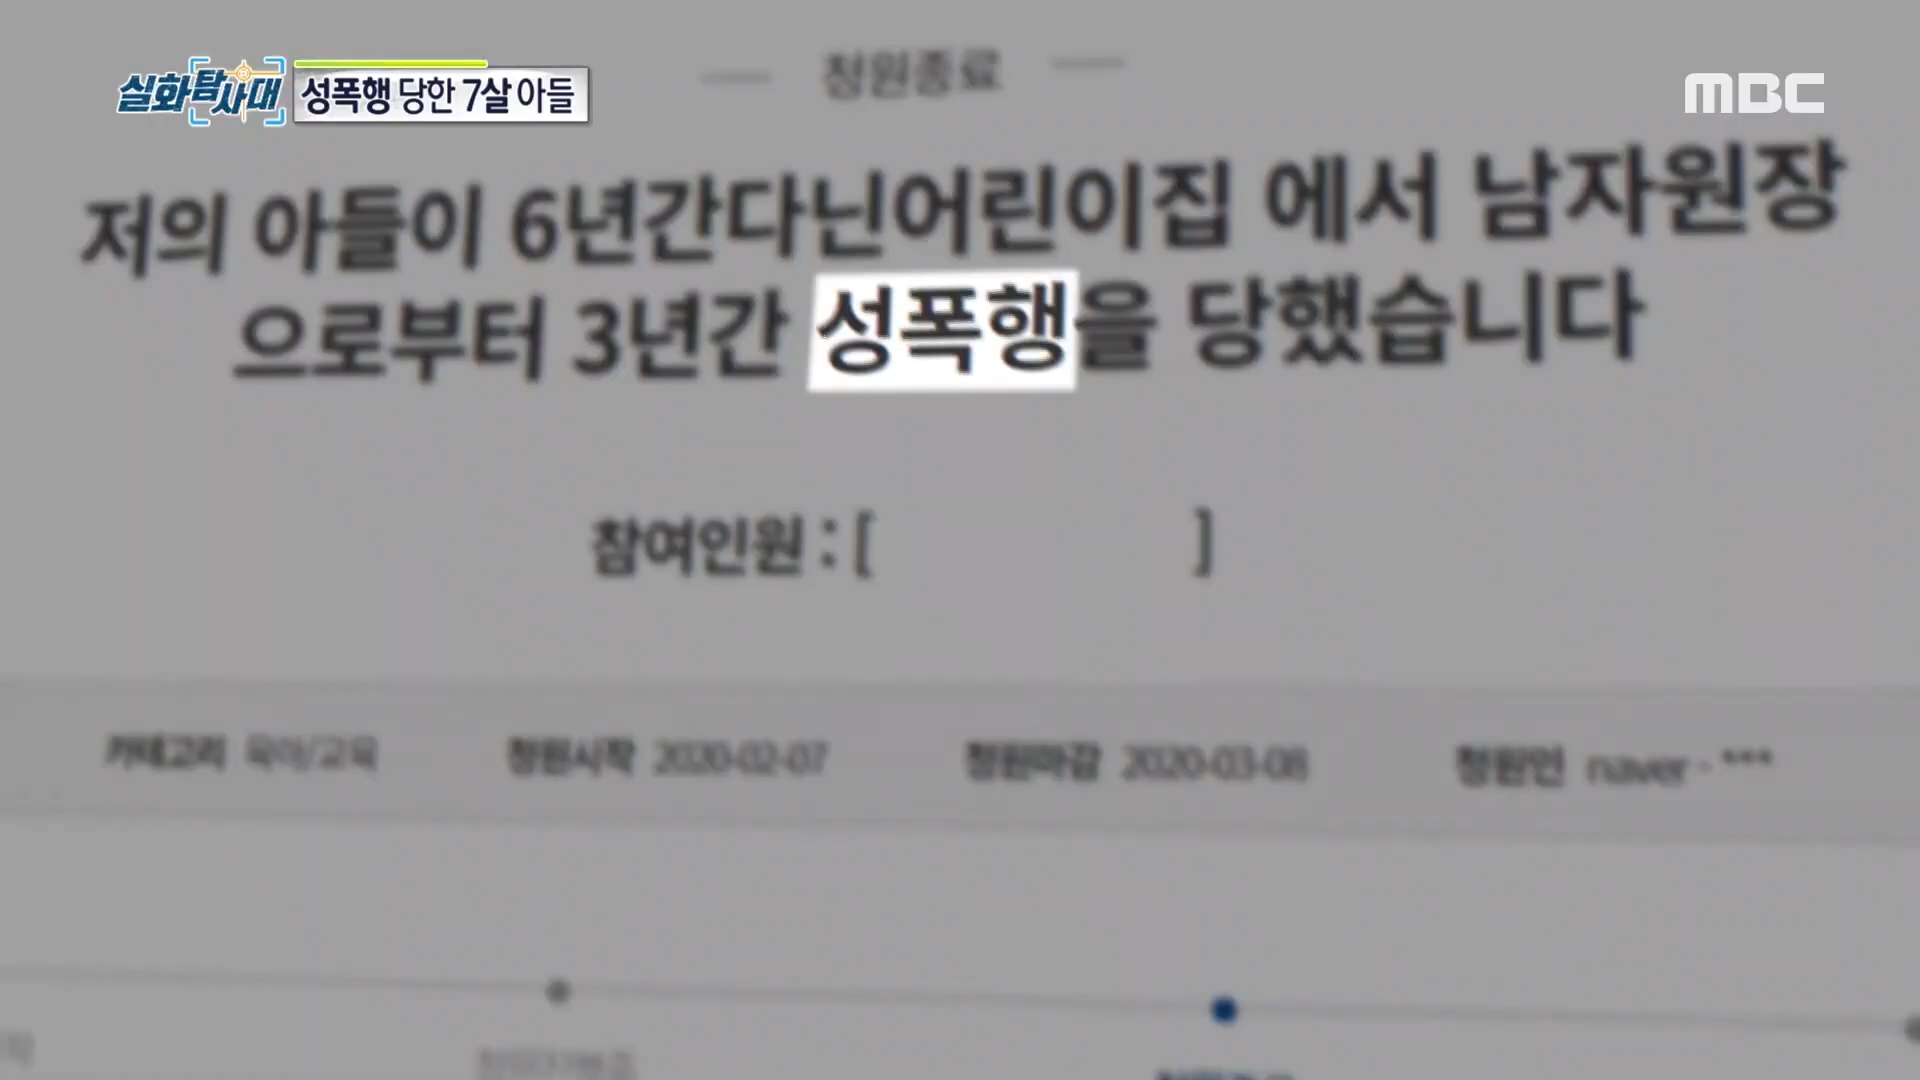 실화탐사대
성폭행 당한 7살 아들
MBC
청원종료
저의 아들이 6년간다닌어린이집 에서 남자원장
으로부터 3년간 성폭행을 당했습니다
참여인원 : [ ]
카테고리 육아/교육 청원시작 2020-02-07 청원마감 2020-03-08 청원인 naver - ***